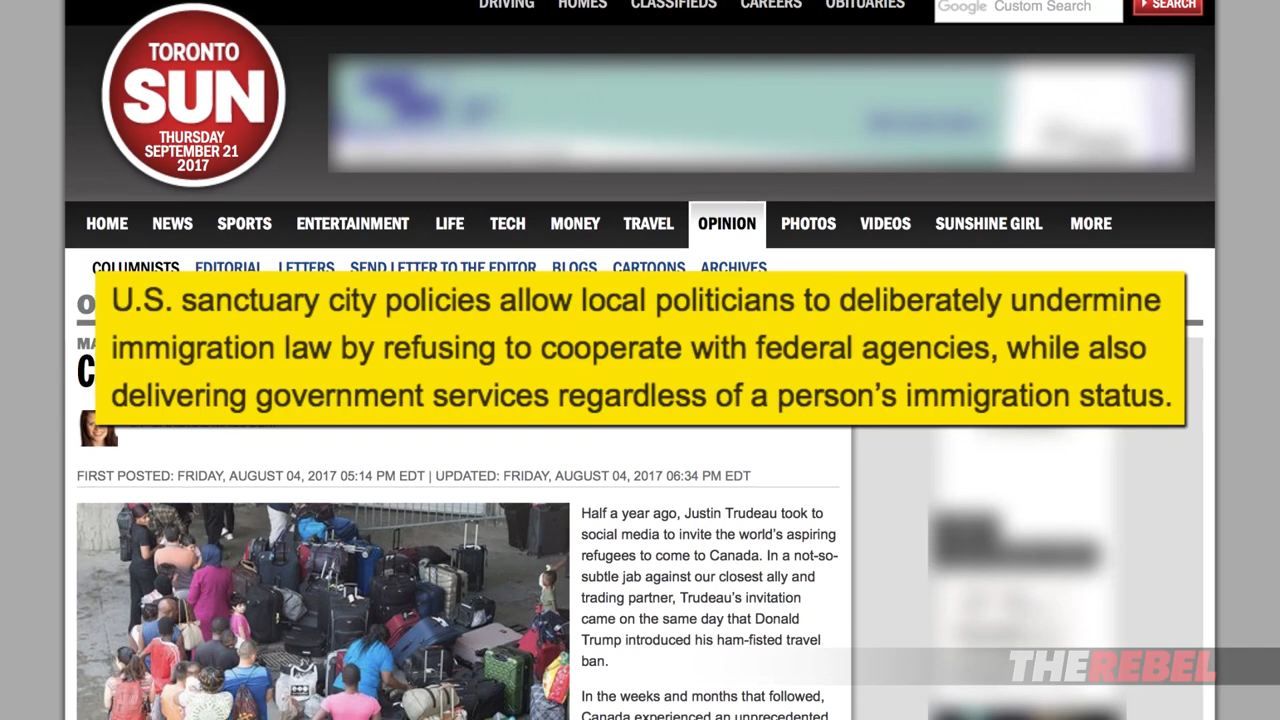 DRIVING HOMES CLASSIFIEDS CAREERS OBITUARIES
Google Custom Search
SEARCH
TORONTO
SUN
THURSDAY
SEPTEMBER 21
2017
HOME NEWS SPORTS ENTERTAINMENT LIFE TECH MONEY TRAVEL OPINION PHOTOS VIDEOS SUNSHINE GIRL MORE
COLUMNISTS EDITORIAL LETTERS SEND LETTER TO THE EDITOR BLOGS CARTOONS ARCHIVES
U.S. sanctuary city policies allow local politicians to deliberately undermine
immigration law by refusing to cooperate with federal agencies, while also
delivering government services regardless of a person’s immigration status.
FIRST POSTED: FRIDAY, AUGUST 04, 2017 05:14 PM EDT | UPDATED: FRIDAY, AUGUST 04, 2017 06:34 PM EDT
Half a year ago, Justin Trudeau took to
social media to invite the world’s aspiring
refugees to come to Canada. In a not-so-
subtle jab against our closest ally and
trading partner, Trudeau’s invitation
came on the same day that Donald
Trump introduced his ham-fisted travel
ban.
In the weeks and months that followed,
Canada experienced an unprecedented
THEREBEL